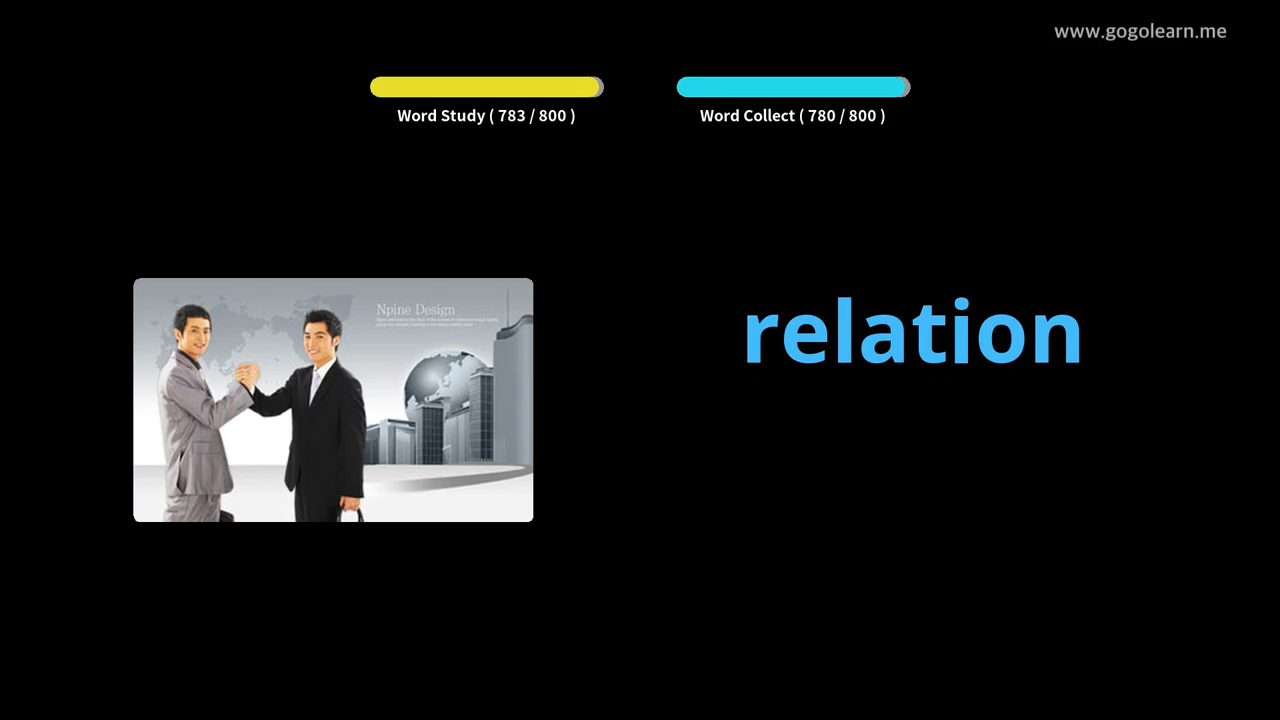 www.gogolearn.me
Word Study ( 783 / 800 )
Word Collect ( 780 / 800 )
Npine Design
relation